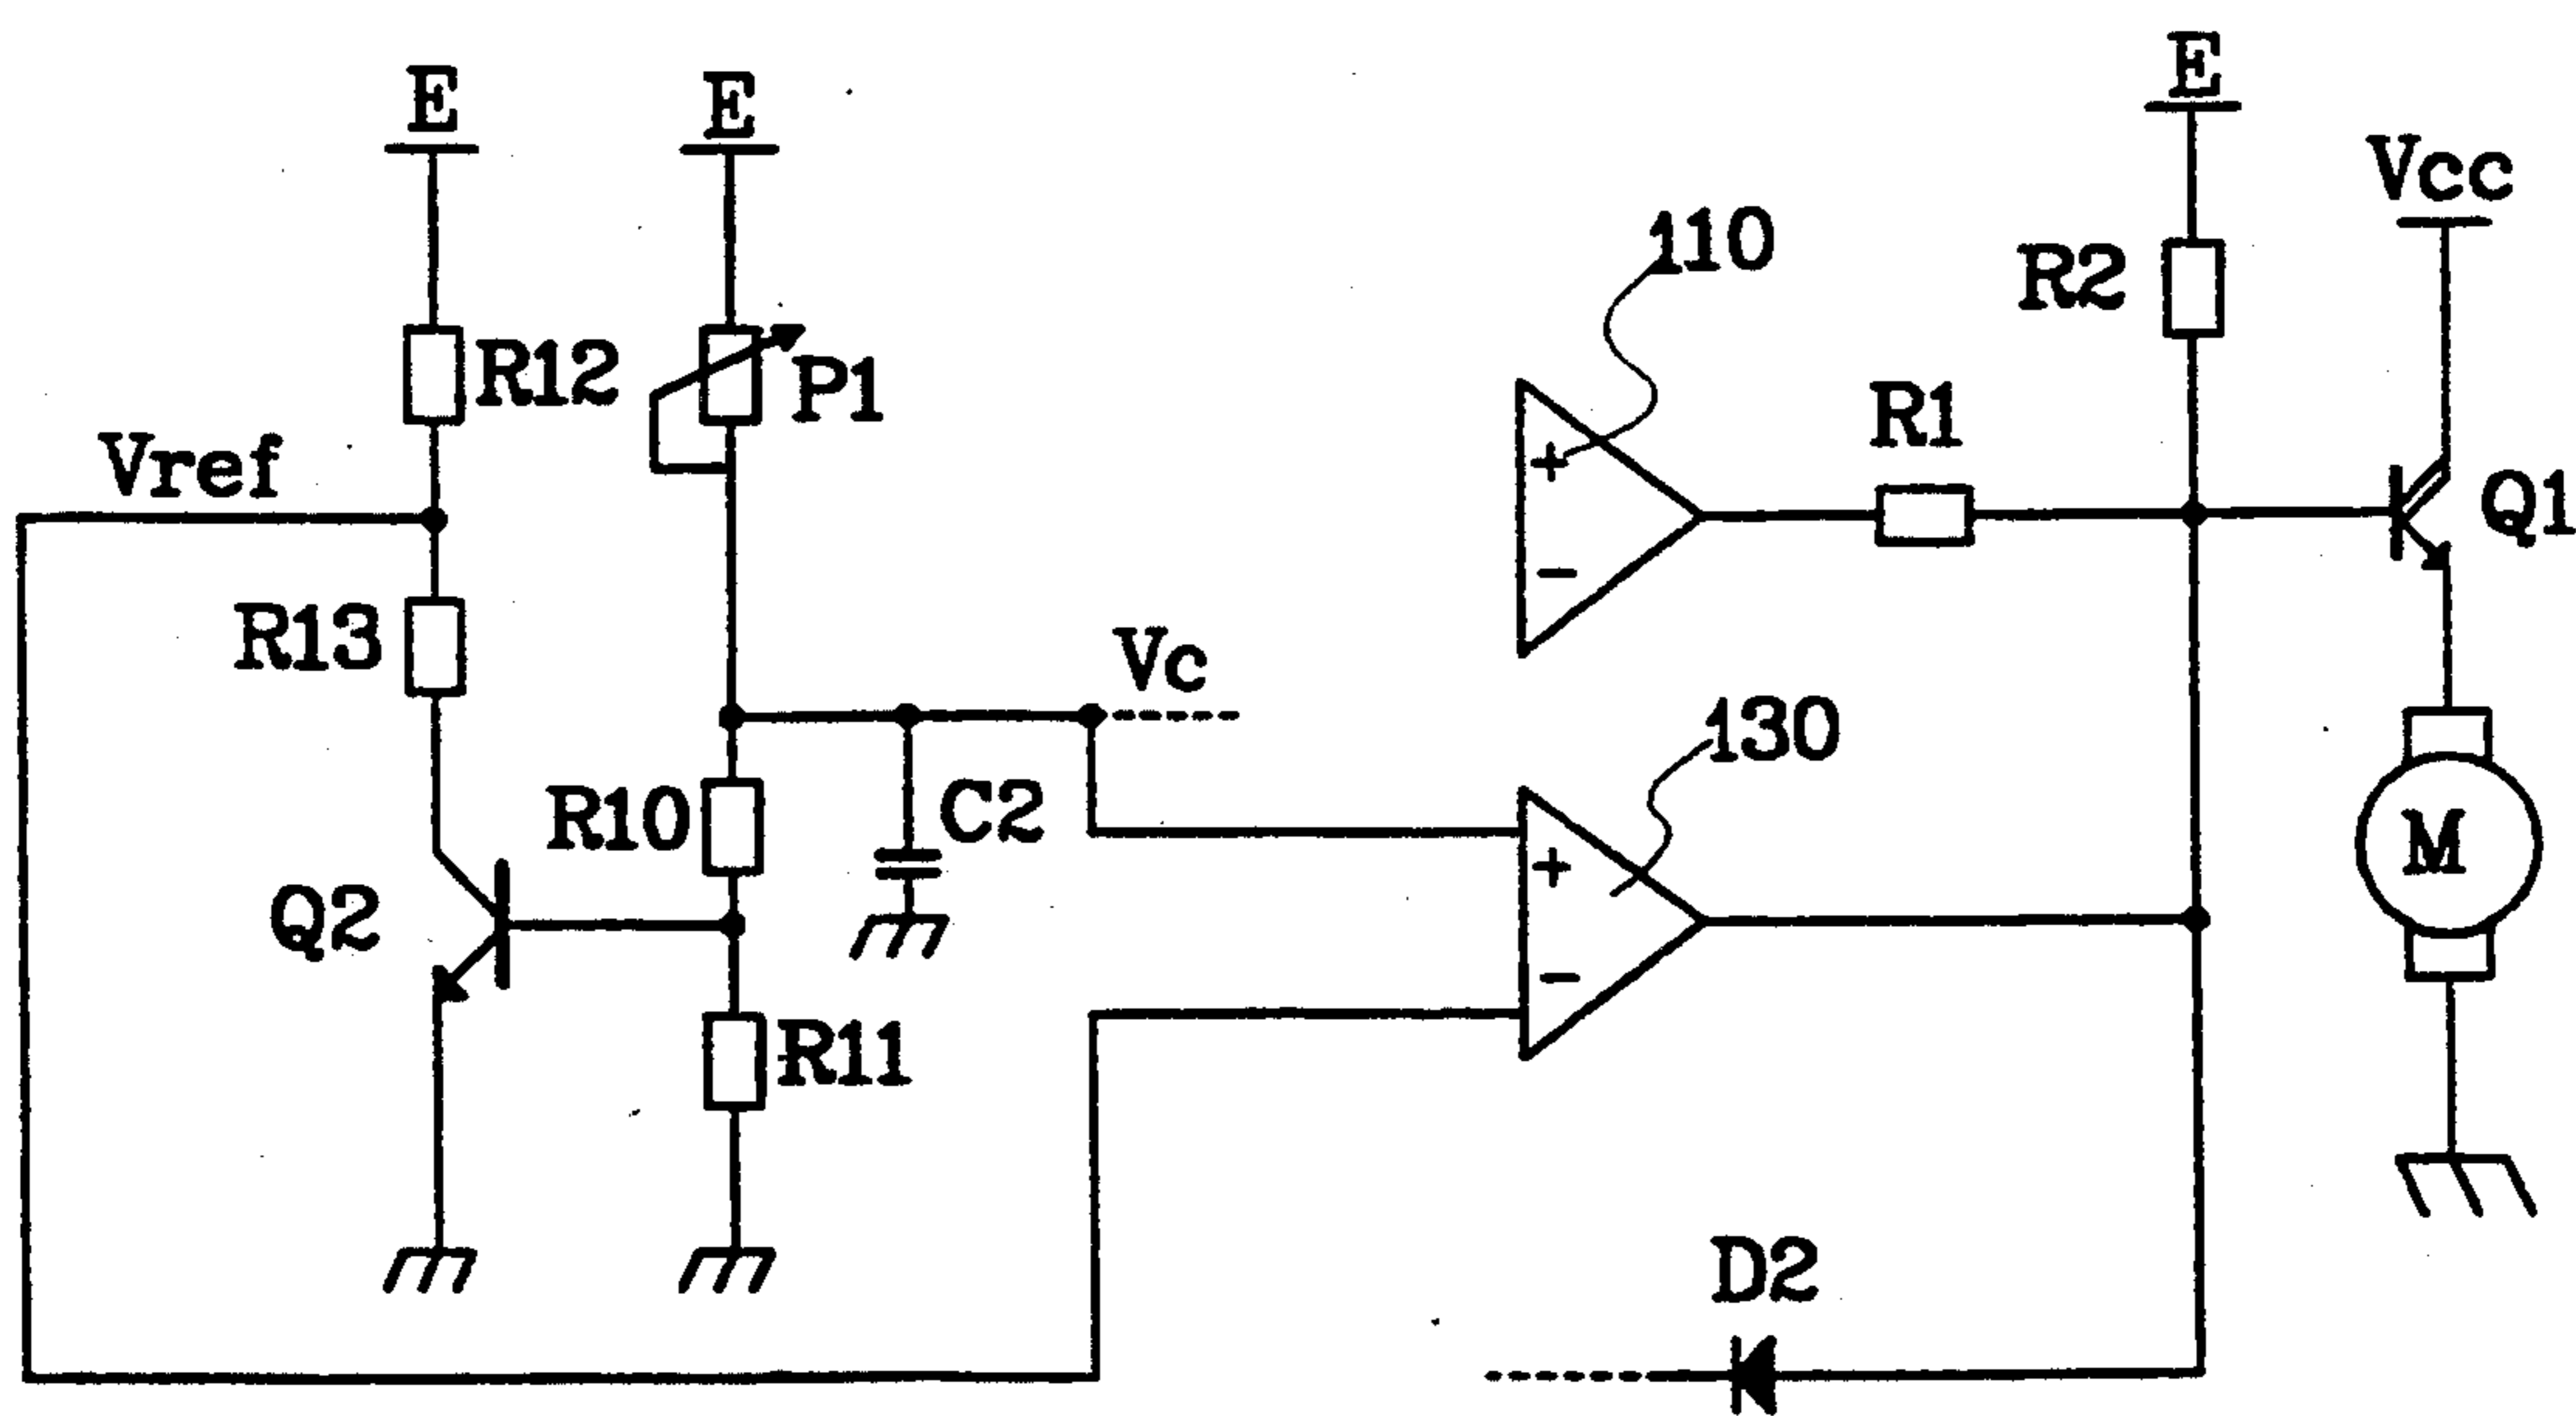 E
E
E
Vcc
110
R2
R12
P1
R1
Vref
+
Q1
-
R13
Vc
130
R10
C2
+
M
Q2
-
R11
D2